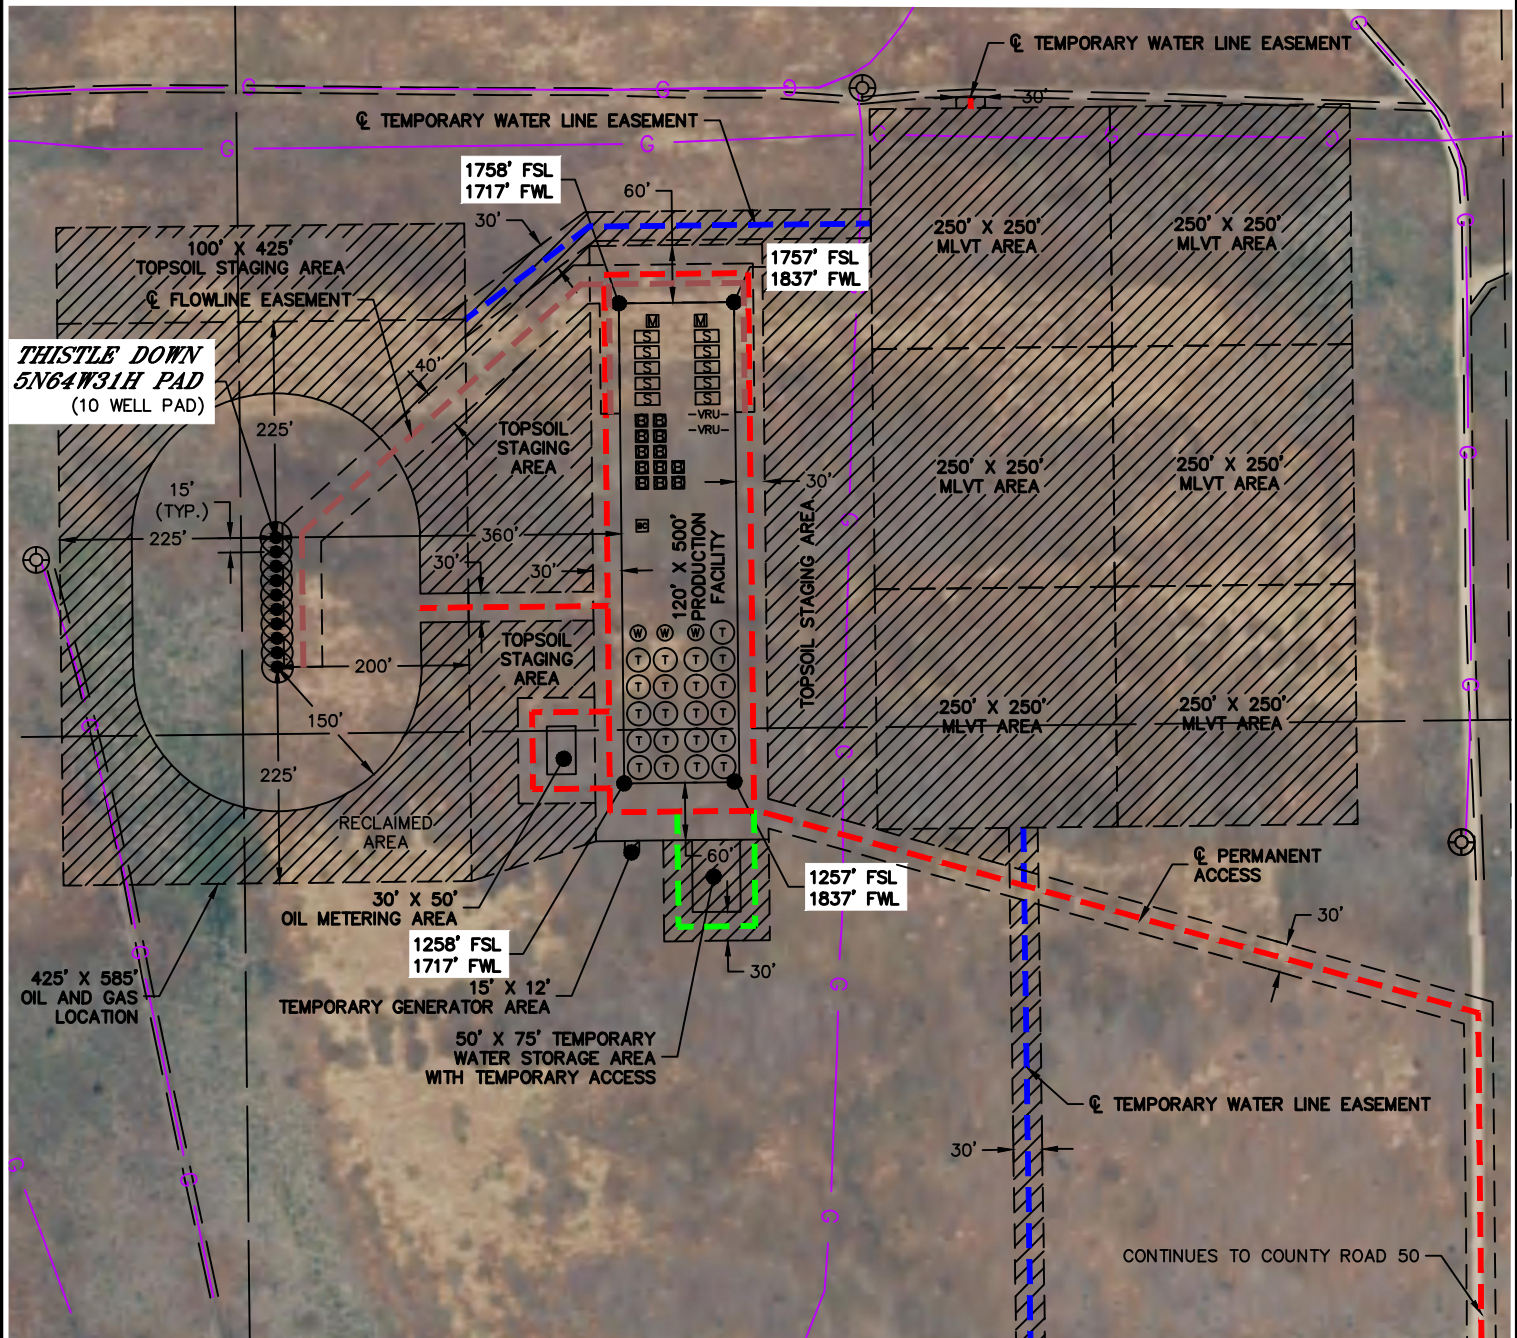 ℄ TEMPORARY WATER LINE EASEMENT
30'
G
G
G
G
℄ TEMPORARY WATER LINE EASEMENT
G
G
G
G
G
G
1758' FSL
1717' FWL
60'
30'
G
100' X 425'
TOPSOIL STAGING AREA
250' X 250'
MLVT AREA
250' X 250'
MLVT AREA
1757' FSL
1837' FWL
℄ FLOWLINE EASEMENT
THISTLE DOWN
5N64W31H PAD
(10 WELL PAD)
40'
M
M
S
S
S
S
S
S
S
S
S
S
-VRU-
-VRU-
225'
TOPSOIL
STAGING
AREA
G
250' X 250'
MLVT AREA
250' X 250'
MLVT AREA
15'
(TYP.)
30'
225'
360'
G
30'
30'
120' X 500'
PRODUCTION
FACILITY
TOPSOIL STAGING AREA
W
W
W
T
TOPSOIL
STAGING
AREA
T
T
T
T
200'
T
T
T
T
G
150'
T
T
T
T
250' X 250'
MLVT AREA
250' X 250'
MLVT AREA
G
T
T
T
T
G
225'
T
T
T
T
RECLAIMED
AREA
60'
℄ PERMANENT
ACCESS
30' X 50'
OIL METERING AREA
1257' FSL
1837' FWL
30'
1258' FSL
1717' FWL
G
30'
G
425' X 585'
OIL AND GAS
LOCATION
15' X 12'
TEMPORARY GENERATOR AREA
50' X 75' TEMPORARY
WATER STORAGE AREA
WITH TEMPORARY ACCESS
℄ TEMPORARY WATER LINE EASEMENT
30'
G
G
G
CONTINUES TO COUNTY ROAD 50